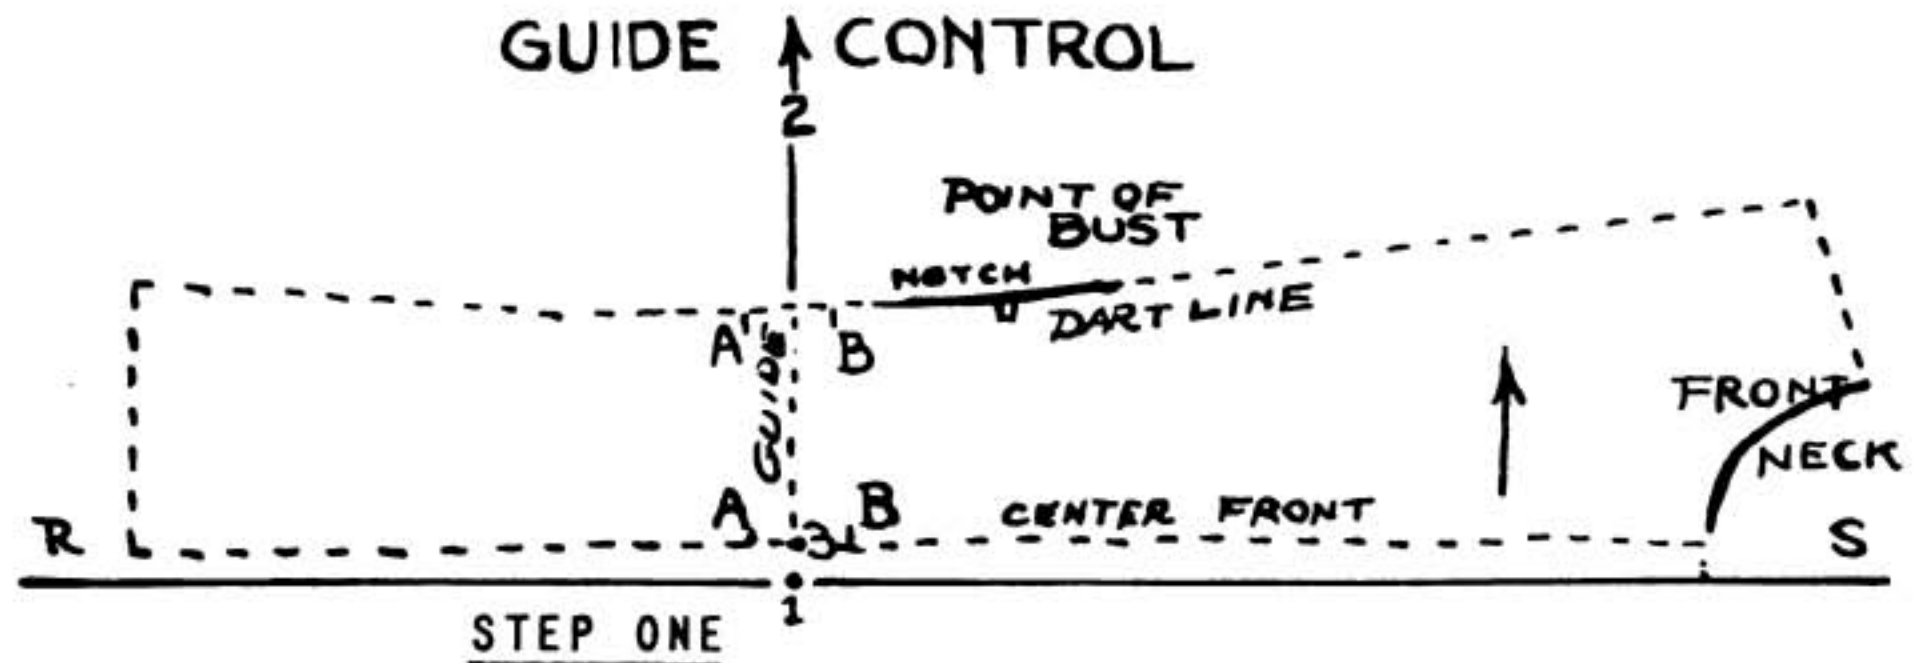 GUIDE CONTROL
2
POINT OF
BUST
NOTCH
DART LINE
A B
GUIDE
FRONT
NECK
A B
3
CENTER FRONT
R S
1
STEP ONE